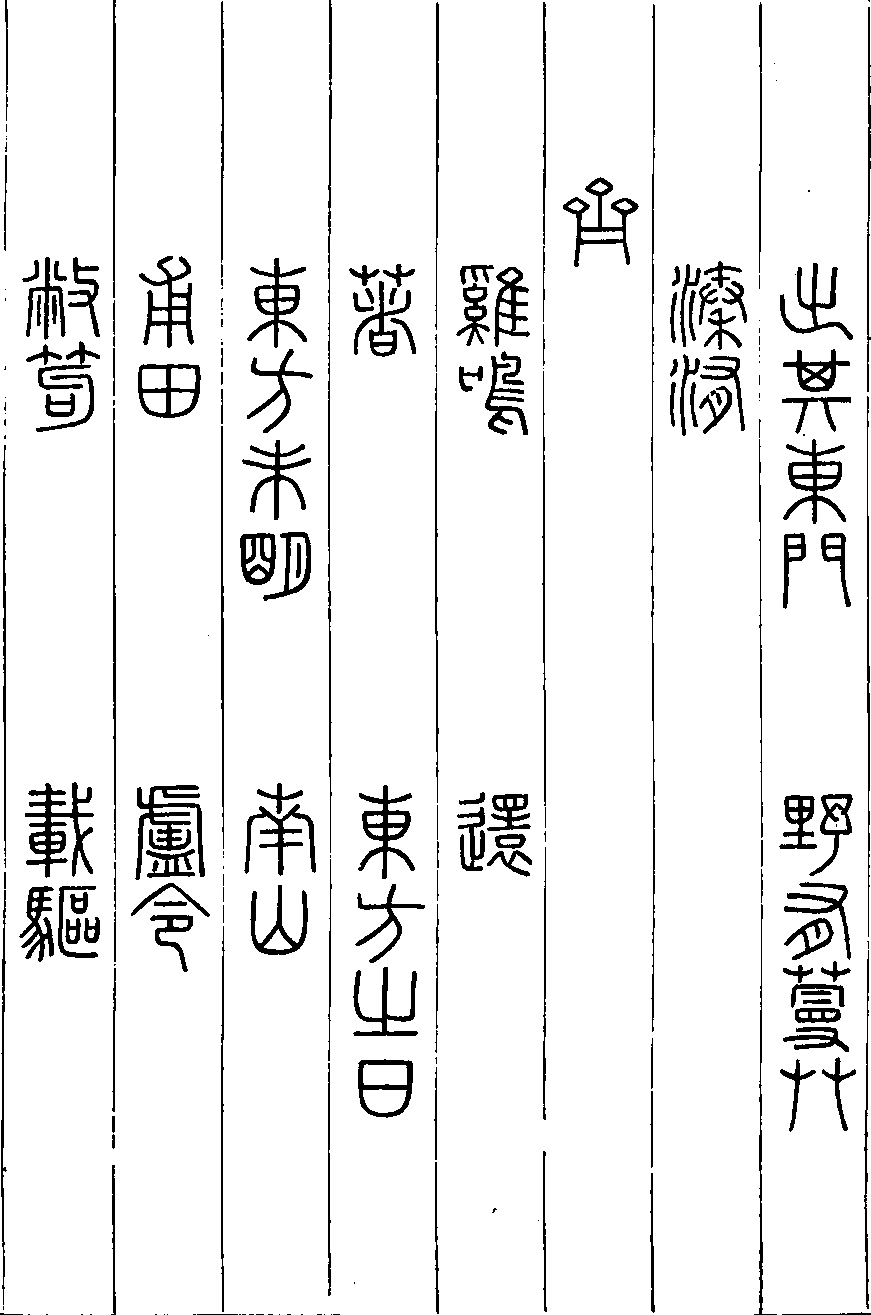 出其東門 野有蔓艸
溱洧
齊
雞鳴 還
著 東方之日
東方未明 南山
甫田 盧令
敝笱 載驅